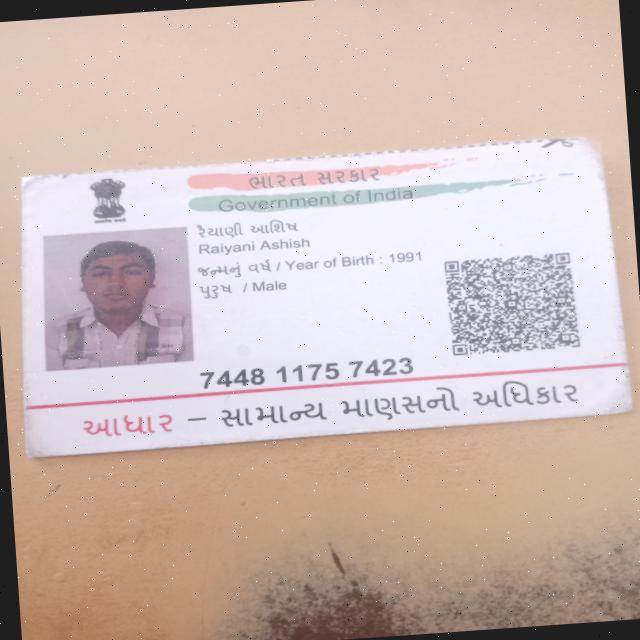 ભારત સરકાર
Government of India
રૈયાણી આશિષ
Raiyani Ashish
જન્મનું વર્ષ / Year of Birth : 1991
પુરુષ / Male
7448 1175 7423
આધાર – સામાન્ય માણસનો અધિકાર